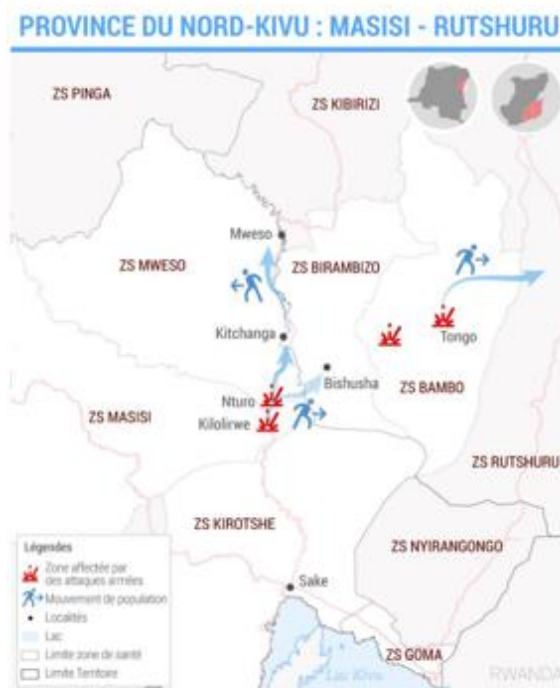 PROVINCE DU NORD-KIVU : MASISI - RUTSHURU
ZS PINGA
ZS KIBIRIZI
Mweso
ZS MWESO
ZS BIRAMBIZO
Kitchanga
Tongo
Bishusha
ZS BAMBO
Nturo
ZS MASISI
Kilolirwe
ZS RUTSHURU
ZS KIROTSHE
ZS NYIRANGONGO
Légendes
Zone affectée par
des attaques armées
Mouvement de population
Localités
Lac
Limite zone de santé
Limite Territoire
Sake
ZS GOMA
Lac Kivu
RWANDA